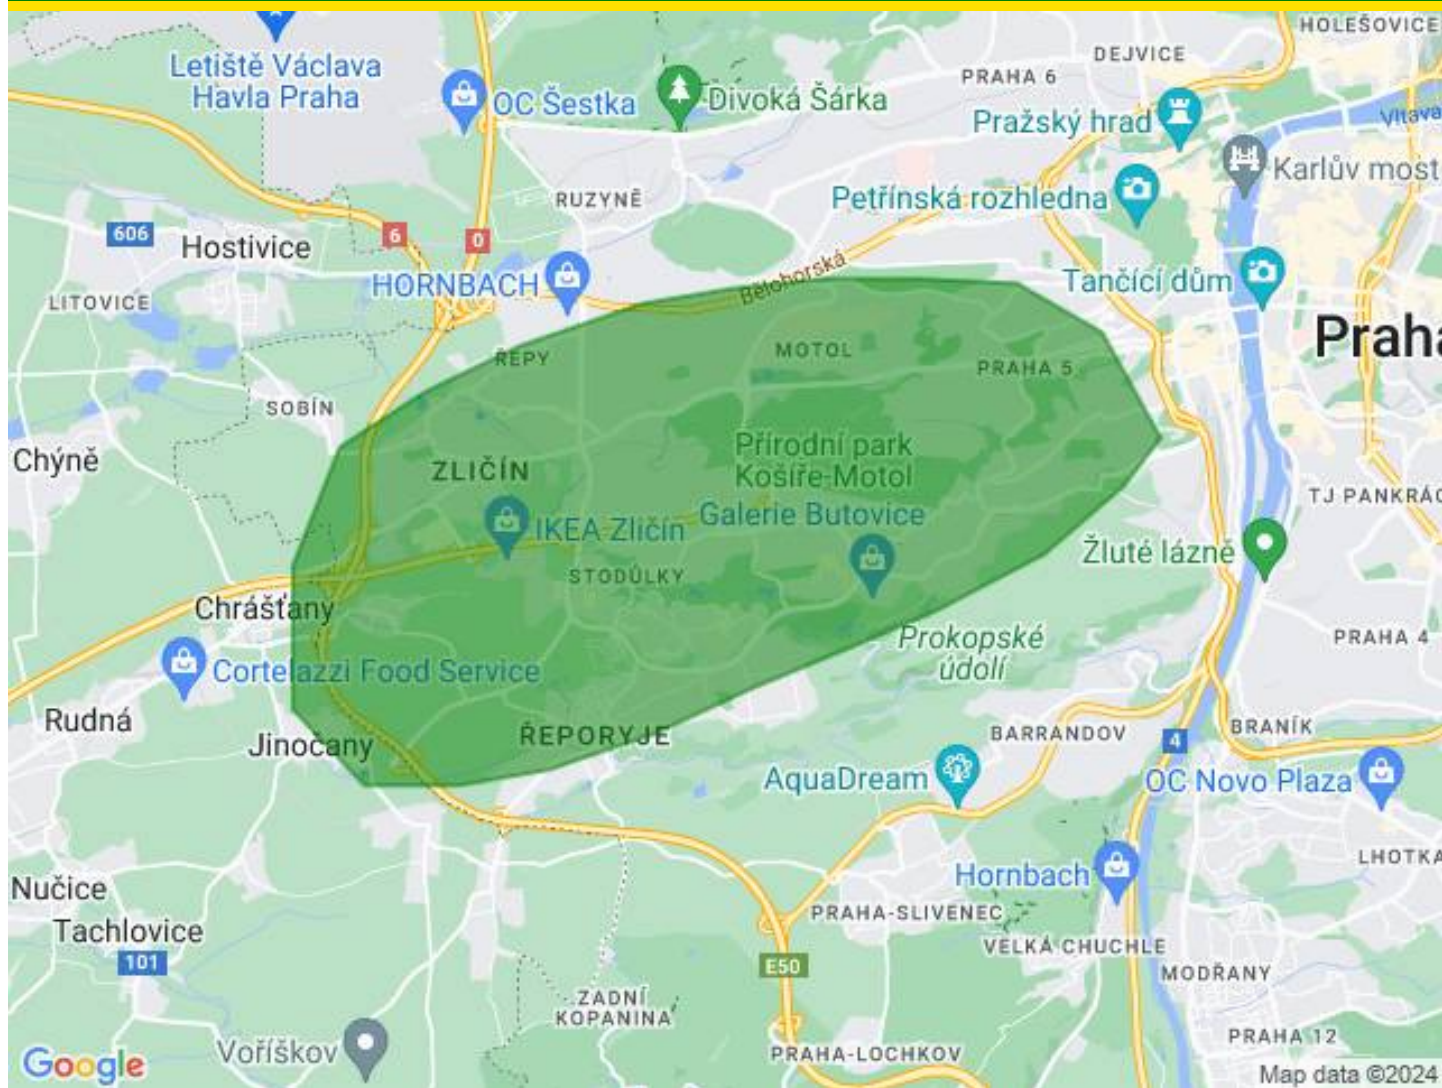 HOLEŠOVICE
DEJVICE
Letiště Václava
Havla Praha
PRAHA 6
OC Šestka
Divoká Šárka
Pražský hrad
Vltava
Karlův most
RUZYNĚ
Petřínská rozhledna
606
6
0
Hostivice
HORNBACH
Bělohorská
Tančící dům
LITOVICE
Praha
ŘEPY
MOTOL
PRAHA 5
SOBÍN
Chýně
ZLIČÍN
Přírodní park
Košíře-Motol
TJ PANKRÁC
IKEA Zličín
Galerie Butovice
Žluté lázně
STODŮLKY
Chrášťany
Prokopské
údolí
PRAHA 4
Cortelazzi Food Service
Rudná
Jinočany
ŘEPORYJE
BARRANDOV
4
BRANÍK
AquaDream
OC Novo Plaza
LHOTKA
Nučice
Hornbach
Tachlovice
PRAHA-SLIVENEC
VELKÁ CHUCHLE
101
E50
MODŘANY
ZADNÍ
KOPANINA
PRAHA 12
Voříškov
PRAHA-LOCHKOV
Google
Map data ©2024